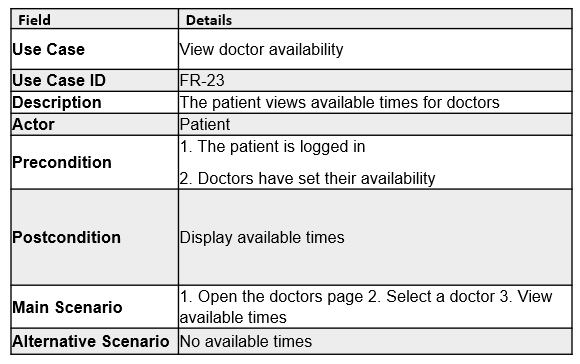 Field Details
Use Case View doctor availability
Use Case ID FR-23
Description The patient views available times for doctors
Actor Patient
Precondition 1. The patient is logged in
2. Doctors have set their availability
Postcondition Display available times
Main Scenario 1. Open the doctors page 2. Select a doctor 3. View
available times
Alternative Scenario No available times